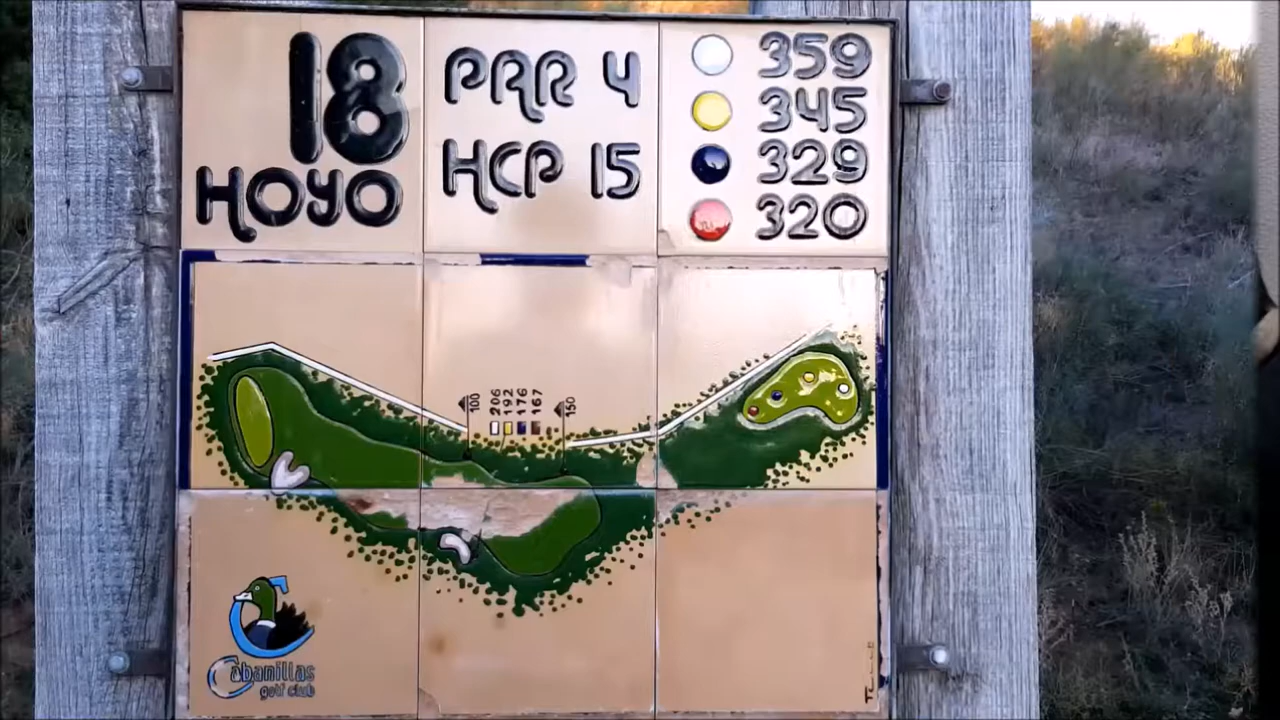 18
HOYO
PAR 4
HCP 15
359
345
329
320
100
206
192
176
167
150
Cabanillas
golf club